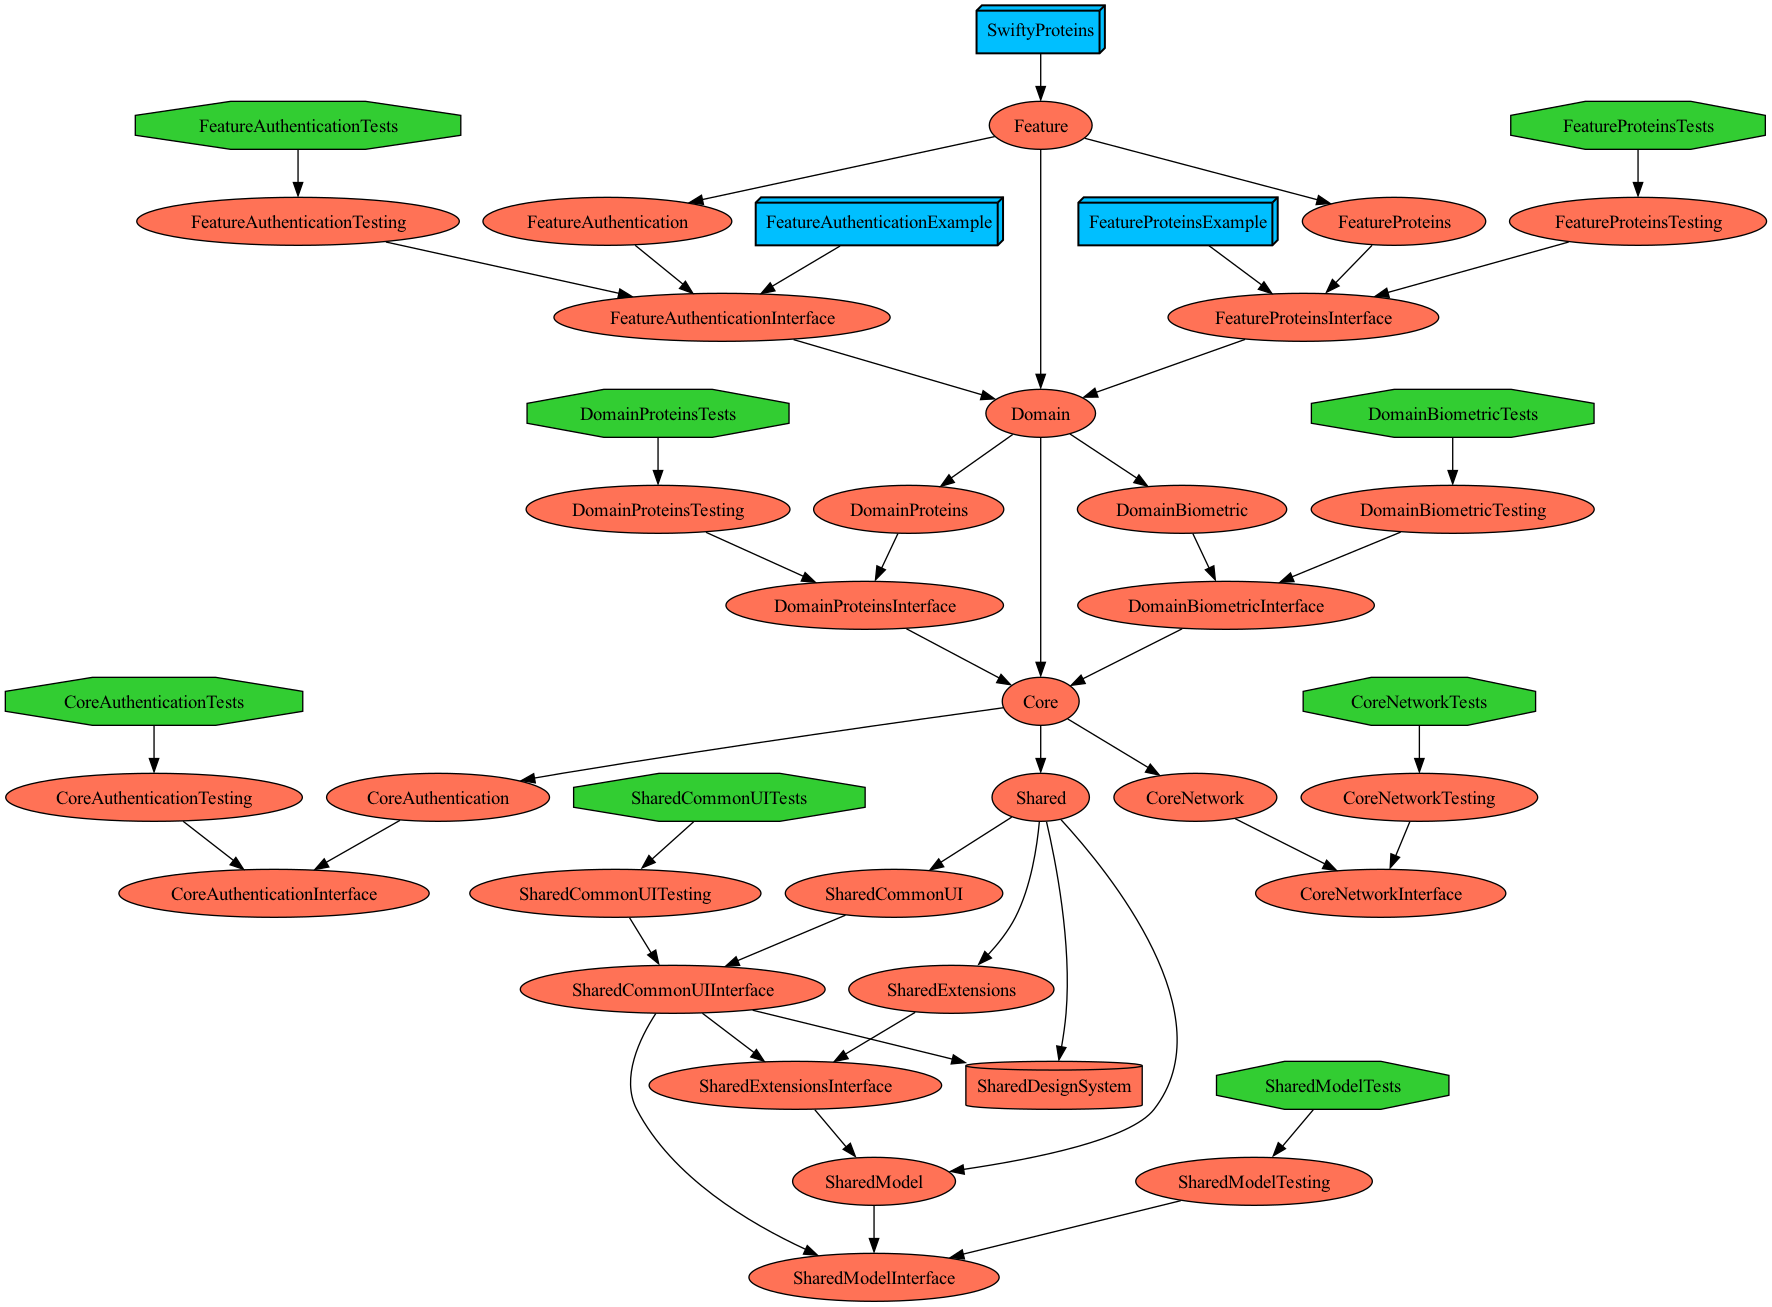 SwiftyProteins
FeatureAuthenticationTests
Feature
FeatureProteinsTests
FeatureAuthenticationTesting
FeatureAuthentication
FeatureAuthenticationExample
FeatureProteinsExample
FeatureProteins
FeatureProteinsTesting
FeatureAuthenticationInterface
FeatureProteinsInterface
DomainProteinsTests
Domain
DomainBiometricTests
DomainProteinsTesting
DomainProteins
DomainBiometric
DomainBiometricTesting
DomainProteinsInterface
DomainBiometricInterface
CoreAuthenticationTests
Core
CoreNetworkTests
CoreAuthenticationTesting
CoreAuthentication
SharedCommonUITests
Shared
CoreNetwork
CoreNetworkTesting
CoreAuthenticationInterface
SharedCommonUITesting
SharedCommonUI
CoreNetworkInterface
SharedCommonUIInterface
SharedExtensions
SharedExtensionsInterface
SharedDesignSystem
SharedModelTests
SharedModel
SharedModelTesting
SharedModelInterface